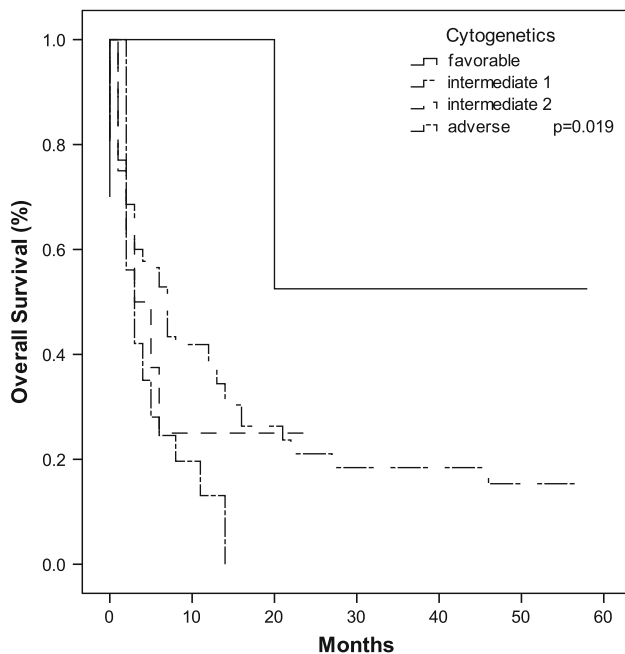 Cytogenetics
favorable
intermediate 1
intermediate 2
adverse p=0.019
Overall Survival (%)
1.0
0.8
0.6
0.4
0.2
0.0
0 10 20 30 40 50 60
Months